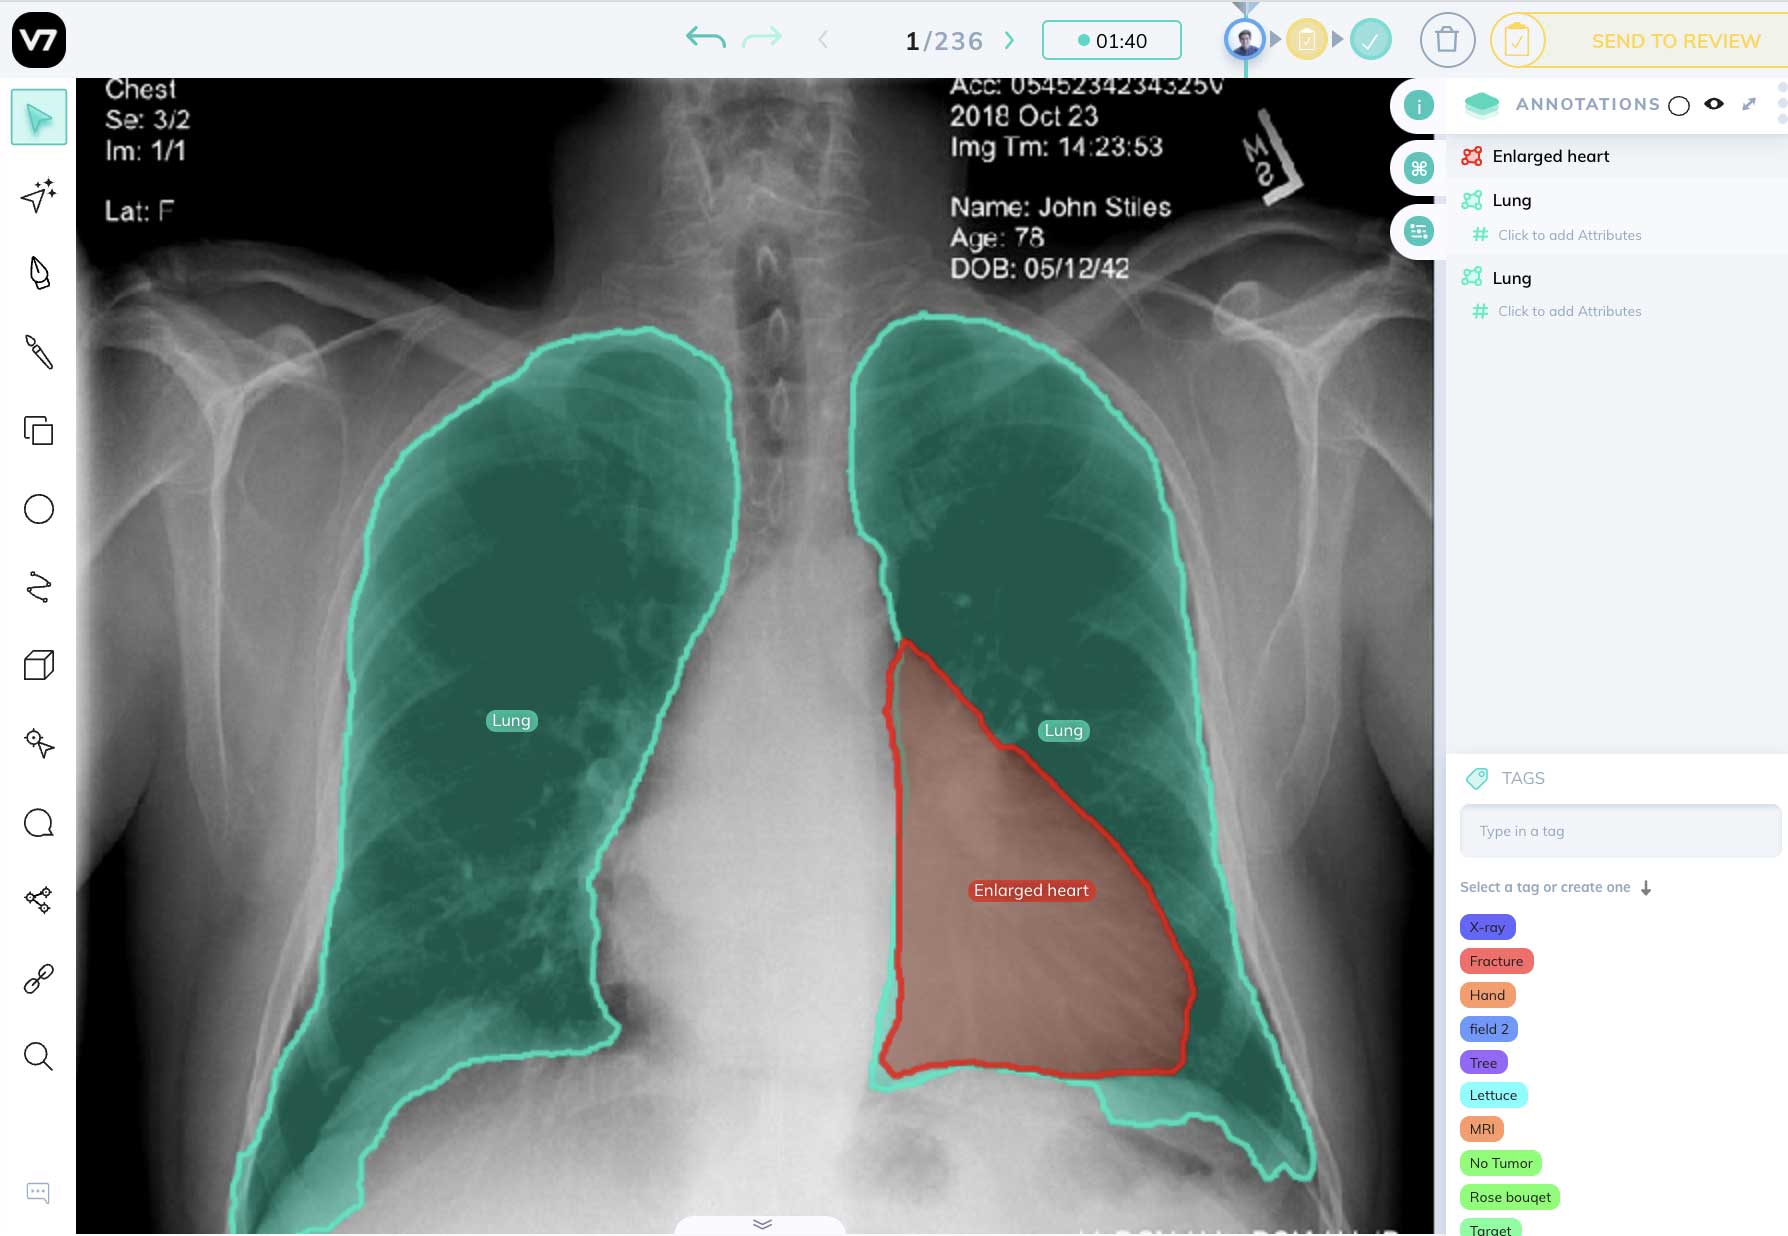 V7
1/236
01:40
SEND TO REVIEW
Chest
Se: 3/2
Im: 1/1
Lat: F
Acc: 0545234234325V
2018 Oct 23
Img Tm: 14:23:53
Name: John Stiles
Age: 78
DOB: 05/12/42
MS
L
Lung
Lung
Enlarged heart
ANNOTATIONS
Enlarged heart
Lung
# Click to add Attributes
Lung
# Click to add Attributes
TAGS
Type in a tag
Select a tag or create one
X-ray
Fracture
Hand
field 2
Tree
Lettuce
MRI
No Tumor
Rose bouqet
Target